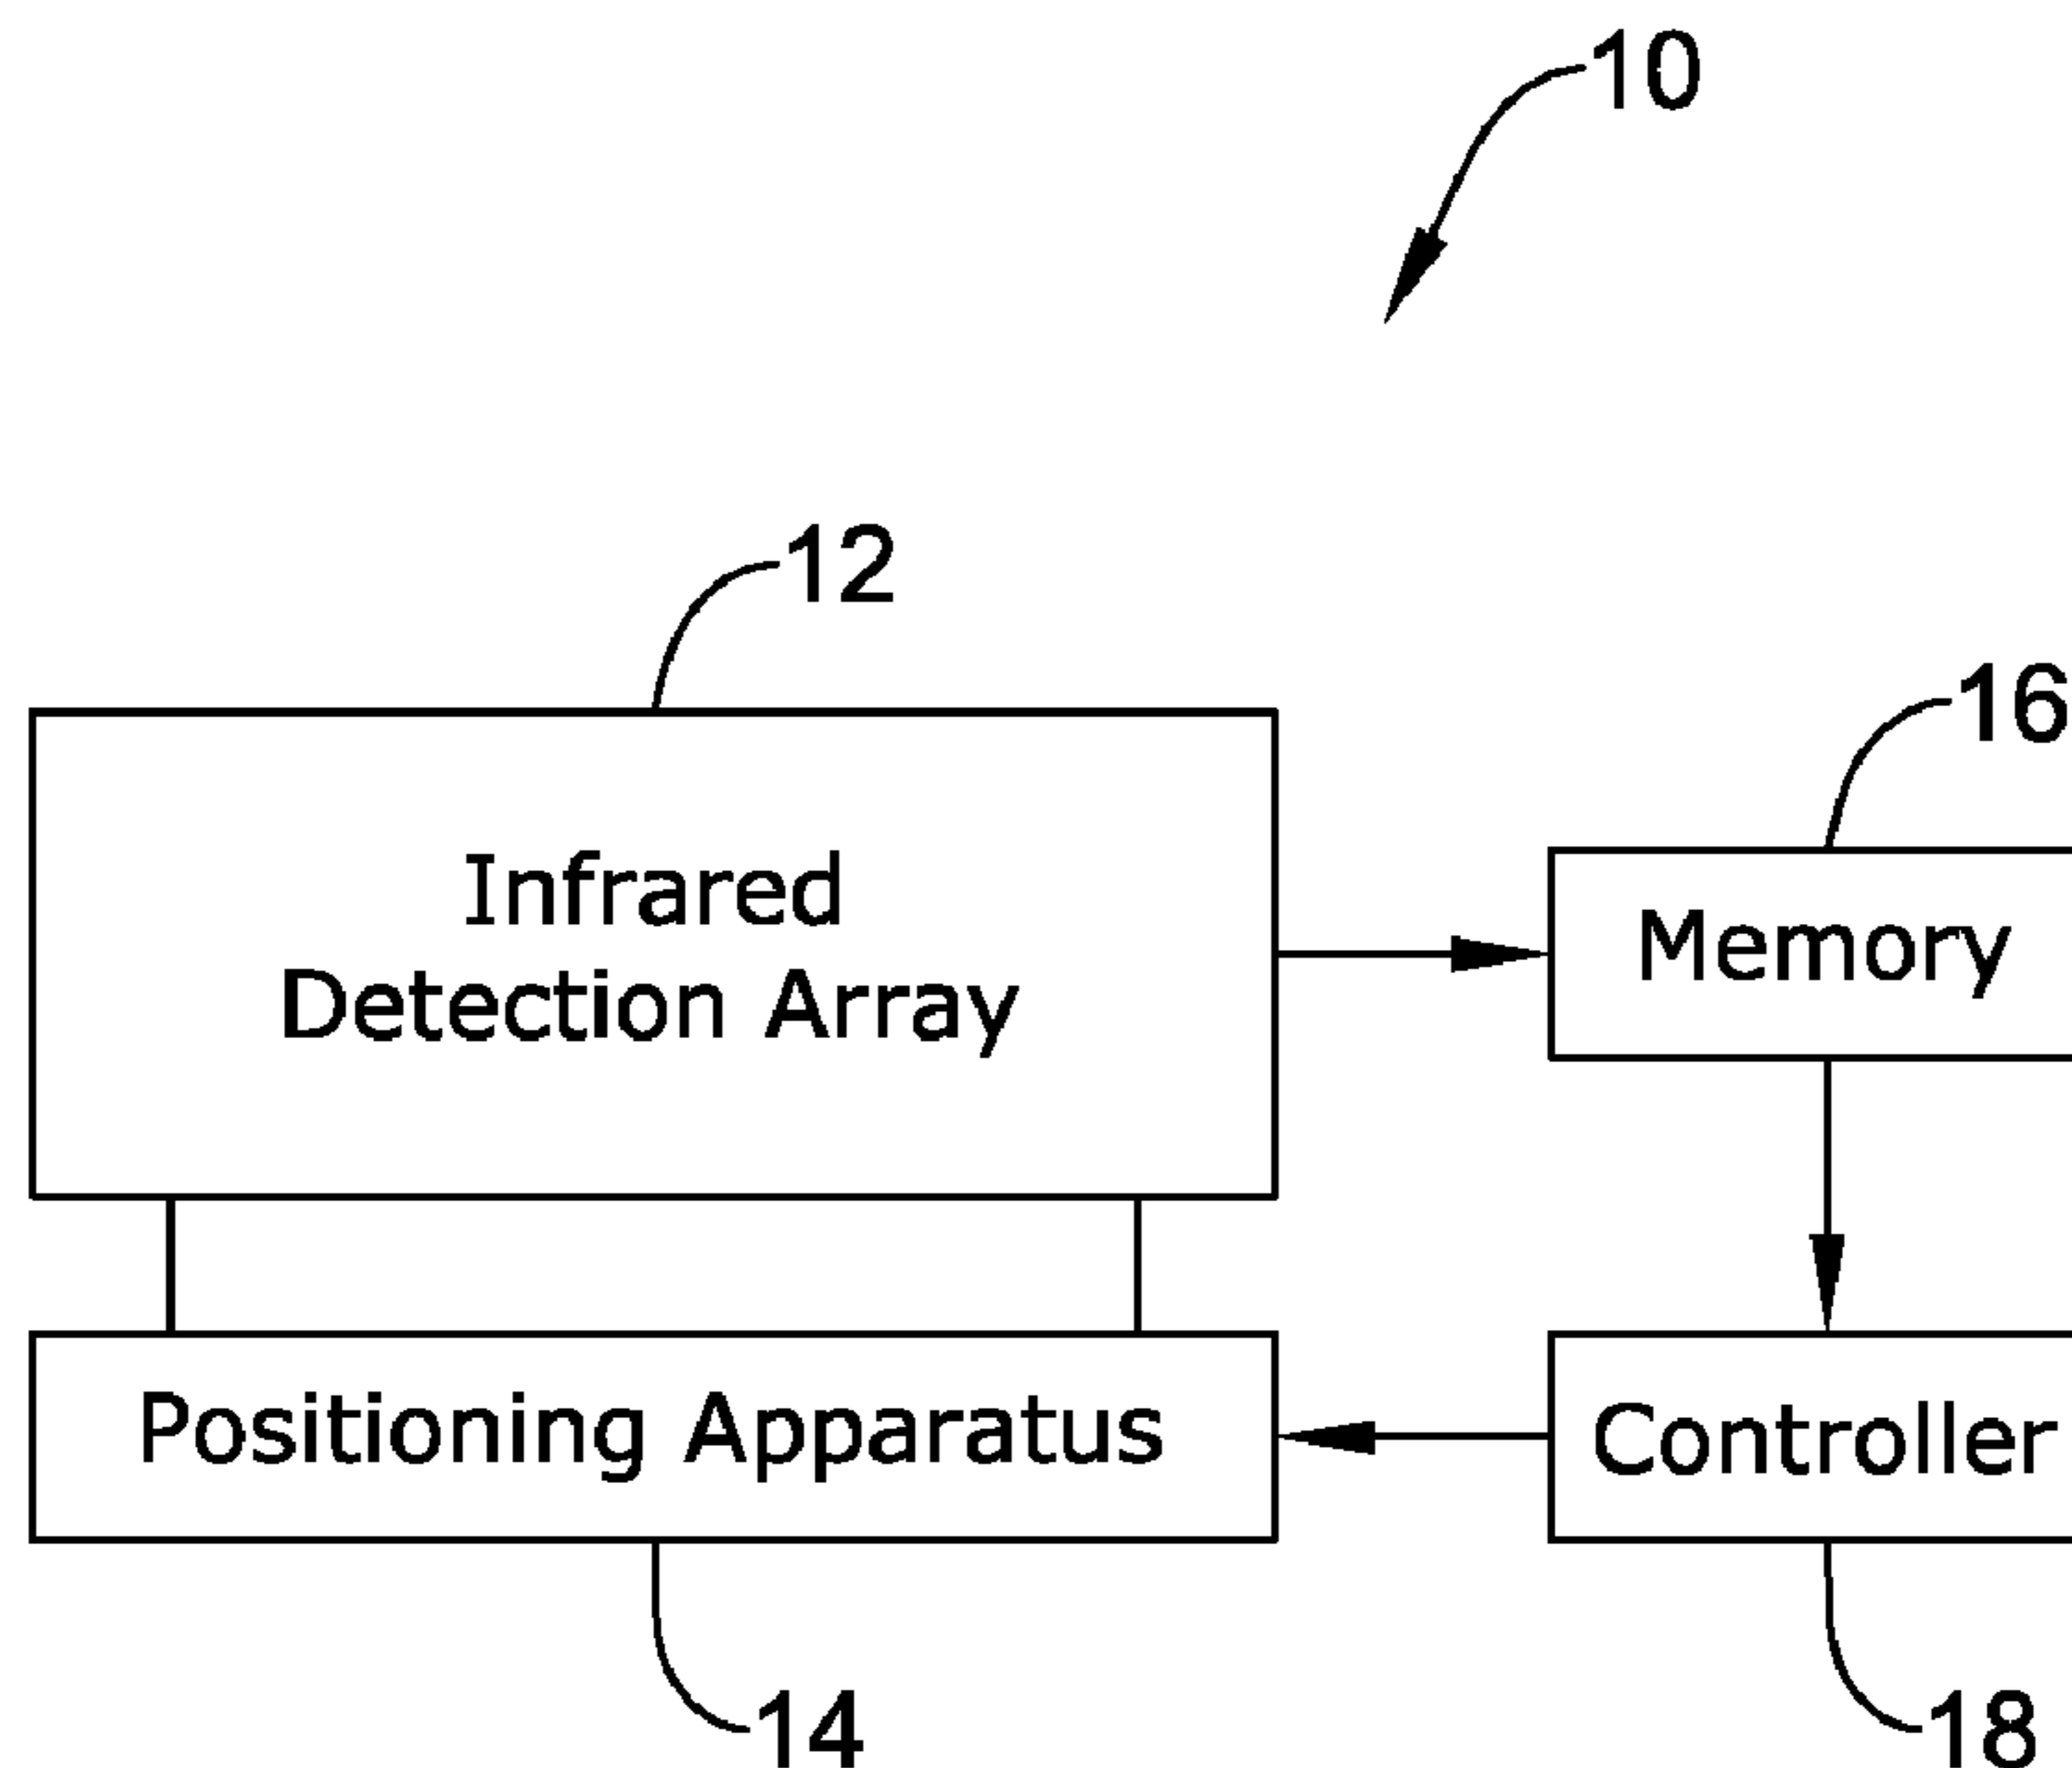 10
12
16
Infrared
Detection Array
Memory
Positioning Apparatus
Controller
14
18